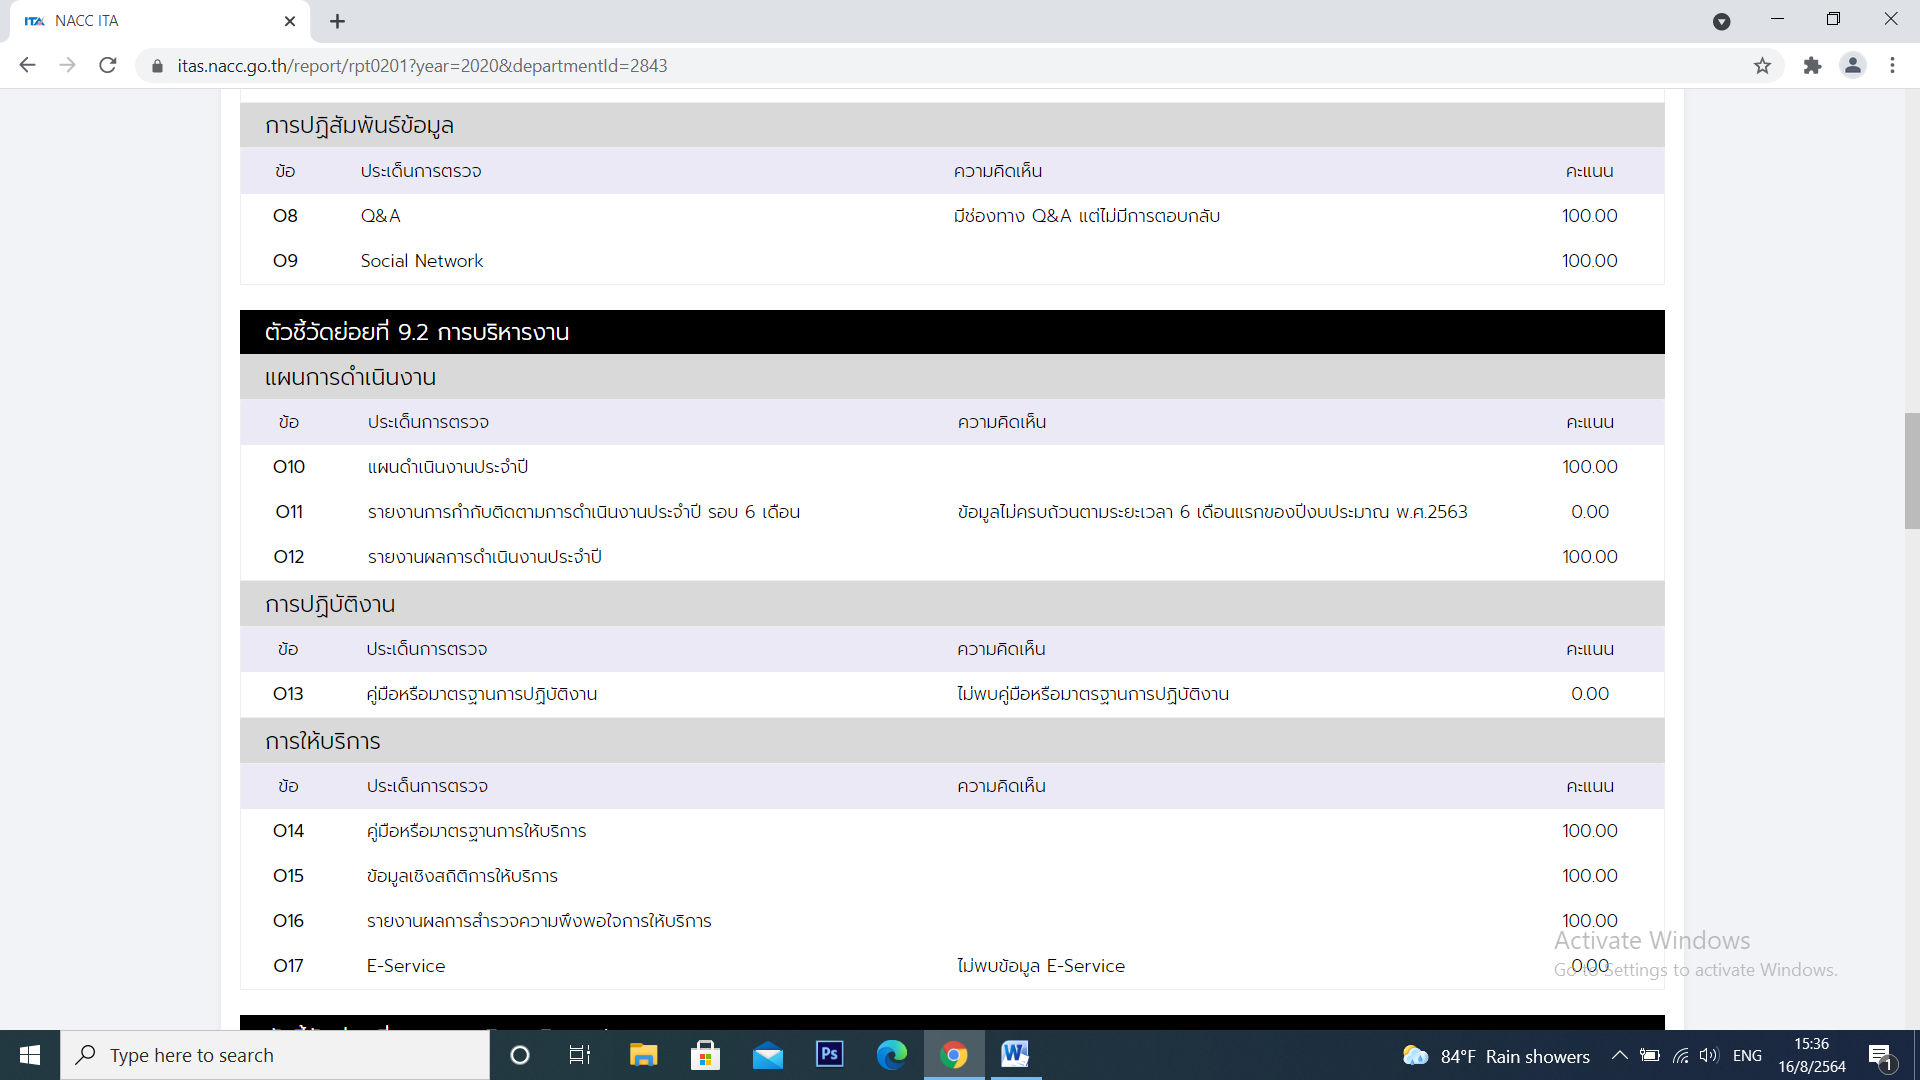 NACC ITA
itas.nacc.go.th/report/rpt0201?year=2020&departmentId=2843
การปฏิสัมพันธ์ข้อมูล
ข้อ ประเด็นการตรวจ ความคิดเห็น คะแนน
O8 Q&A มีช่องทาง Q&A แต่ไม่มีการตอบกลับ 100.00
O9 Social Network 100.00
ตัวชี้วัดย่อยที่ 9.2 การบริหารงาน
แผนการดำเนินงาน
ข้อ ประเด็นการตรวจ ความคิดเห็น คะแนน
O10 แผนดำเนินงานประจำปี 100.00
O11 รายงานการกำกับติดตามการดำเนินงานประจำปี รอบ 6 เดือน ข้อมูลไม่ครบถ้วนตามระยะเวลา 6 เดือนแรกของปีงบประมาณ พ.ศ.2563 0.00
O12 รายงานผลการดำเนินงานประจำปี 100.00
การปฏิบัติงาน
ข้อ ประเด็นการตรวจ ความคิดเห็น คะแนน
O13 คู่มือหรือมาตรฐานการปฏิบัติงาน ไม่พบคู่มือหรือมาตรฐานการปฏิบัติงาน 0.00
การให้บริการ
ข้อ ประเด็นการตรวจ ความคิดเห็น คะแนน
O14 คู่มือหรือมาตรฐานการให้บริการ 100.00
O15 ข้อมูลเชิงสถิติการให้บริการ 100.00
O16 รายงานผลการสำรวจความพึงพอใจการให้บริการ 100.00
Activate Windows
O17 E-Service ไม่พบข้อมูล E-Service 0.00
Go to Settings to activate Windows.
Type here to search
Ps
W
84°F Rain showers
ENG
15:36
16/8/2564
1